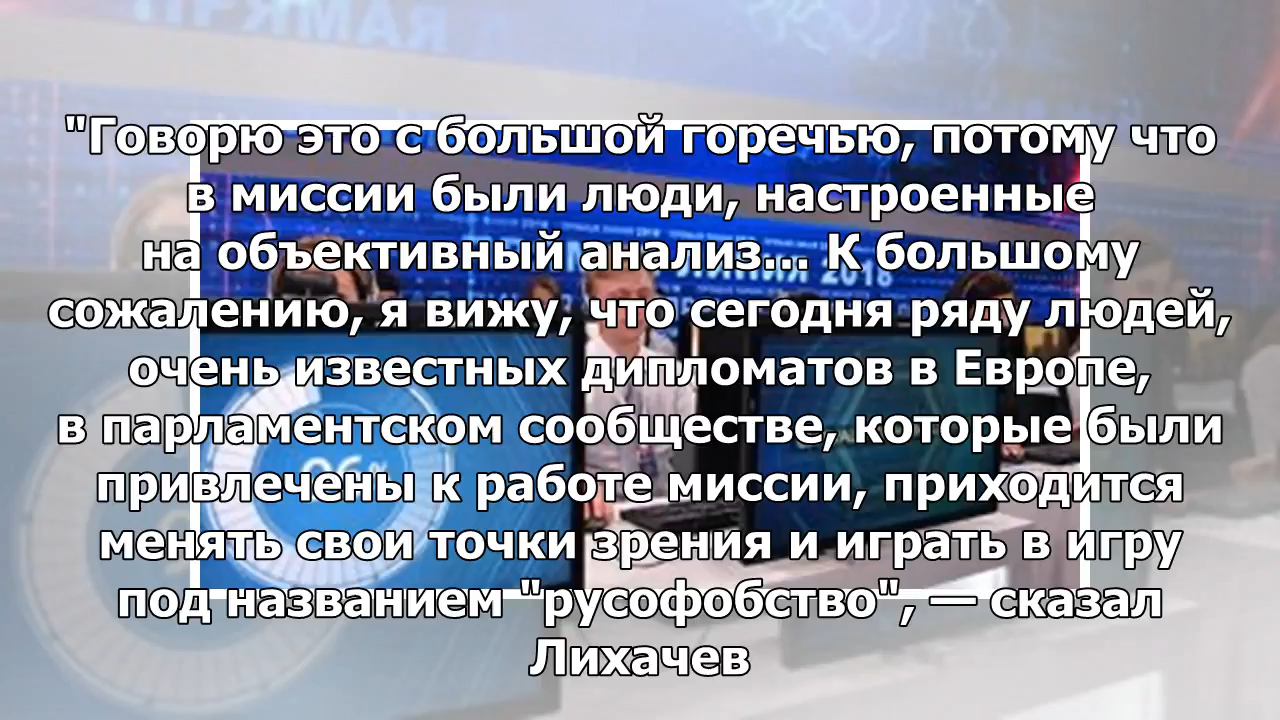 ПРЯМАЯ
"Говорю это с большой горечью, потому что
в миссии были люди, настроенные
на объективный анализ... К большому
сожалению, я вижу, что сегодня ряду людей,
очень известных дипломатов в Европе,
в парламентском сообществе, которые были
привлечены к работе миссии, приходится
менять свои точки зрения и играть в игру
под названием "русофобство", — сказал
Лихачев
2018